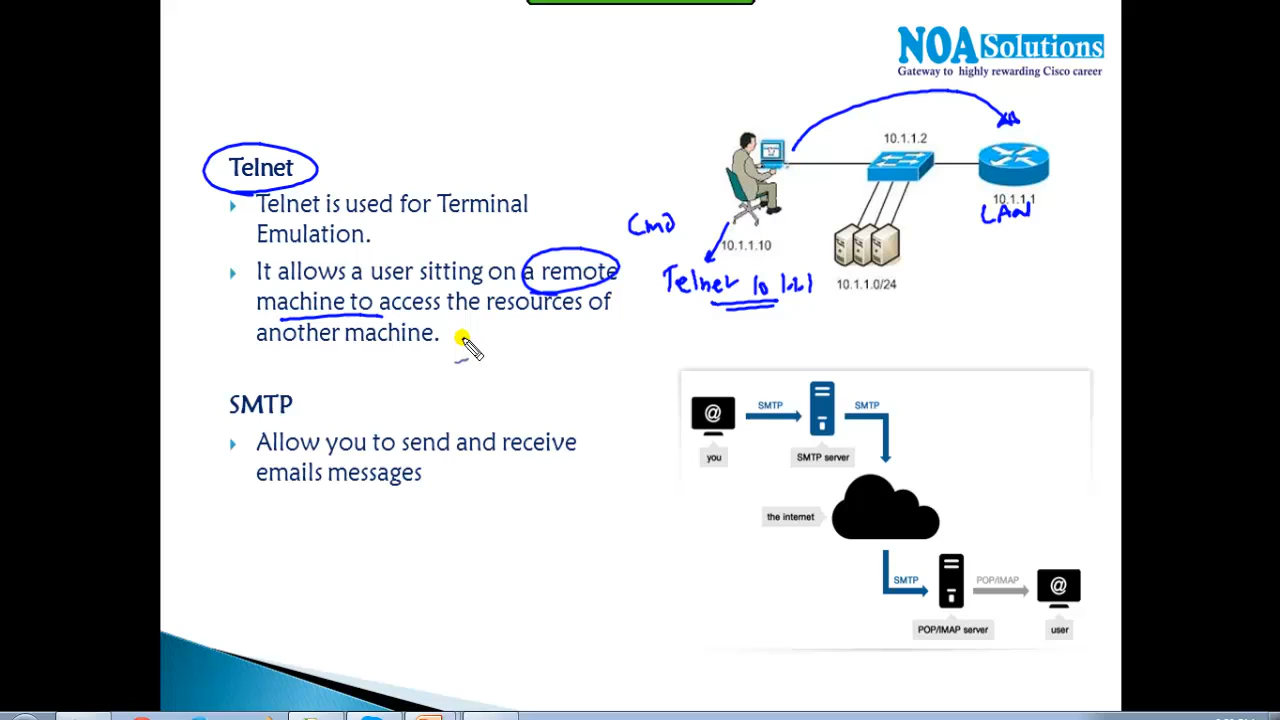 NOA Solutions
Gateway to highly rewarding Cisco career
Telnet
Telnet is used for Terminal
Emulation.
It allows a user sitting on a remote
machine to access the resources of
another machine.
SMTP
Allow you to send and receive
emails messages
10.1.1.2
10.1.1.1
LAN
CMD
10.1.1.10
Telnet 10.1.1.1
10.1.1.0/24
SMTP
SMTP
@
you
SMTP server
the internet
SMTP
POP/IMAP
@
POP/IMAP server
user